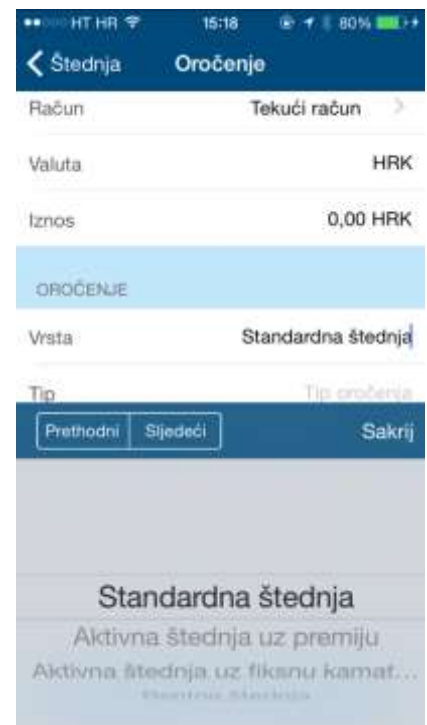 HT HR 15:18 80%
Štednja Oročenje
Račun Tekući račun
Valuta HRK
Iznos 0,00 HRK
OROČENJE
Vrsta Standardna štednja
Tip Tip oročenja
Prethodni Sljedeći Sakrij
Standardna štednja
Aktivna štednja uz premiju
Aktivna štednja uz fiksnu kamat...